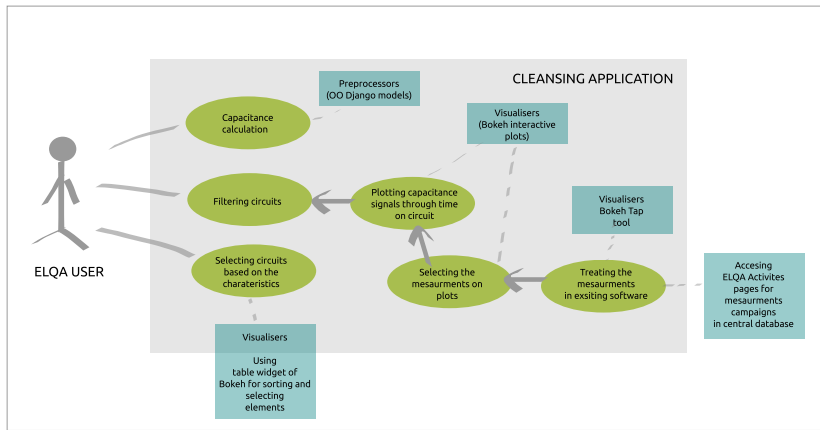 CLEANSING APPLICATION
Preprocessors
(OO Django models)
Capacitance
calculation
Visualisers
(Bokeh interactive
plots)
Filtering circuits
Plotting capacitance
signals through time
on circuit
Visualisers
Bokeh Tap
tool
ELQA USER
Selecting circuits
based on the
charateristics
Selecting the
mesaurments on
plots
Treating the
mesaurments
in exsiting software
Accesing
ELQA Activites
pages for
mesaurments
campaigns
in central database
Visualisers
Using
table widget of
Bokeh for sorting and
selecting
elements